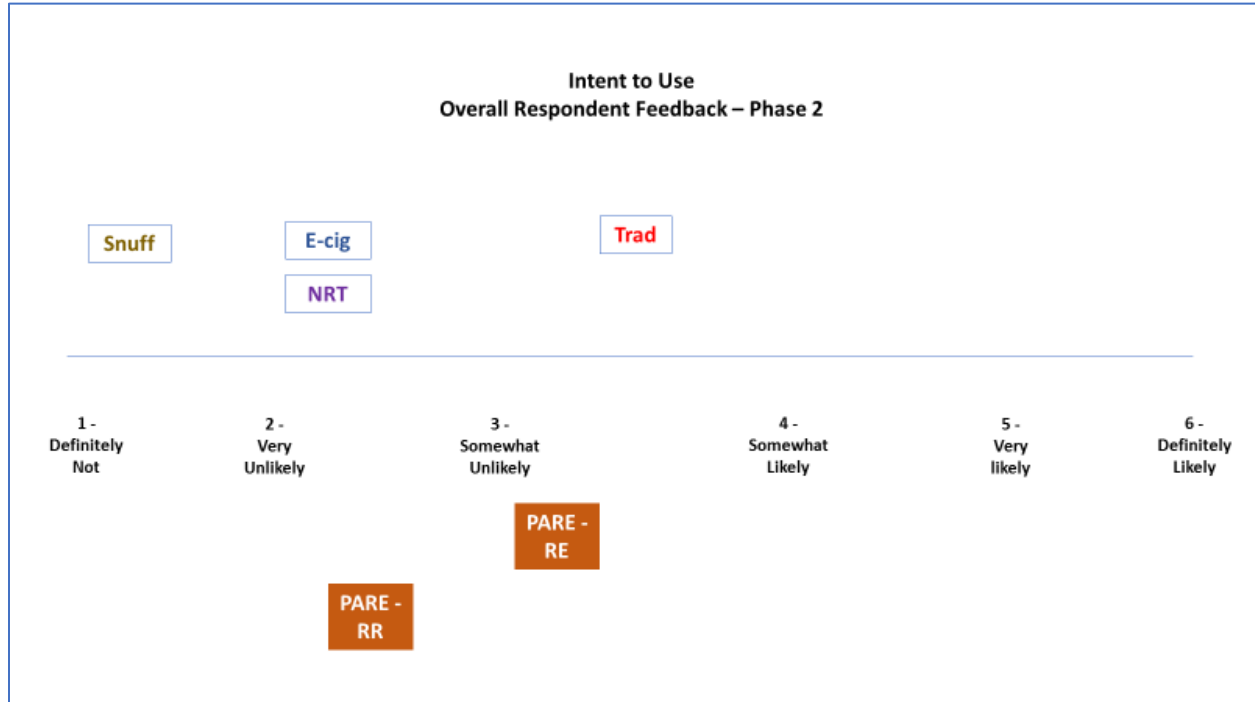 Intent to Use
Overall Respondent Feedback – Phase 2
Snuff
E-cig
Trad
NRT
1 -
Definitely
Not
2 -
Very
Unlikely
3 -
Somewhat
Unlikely
4 -
Somewhat
Likely
5 -
Very
likely
6 -
Definitely
Likely
PARE -
RE
PARE -
RR